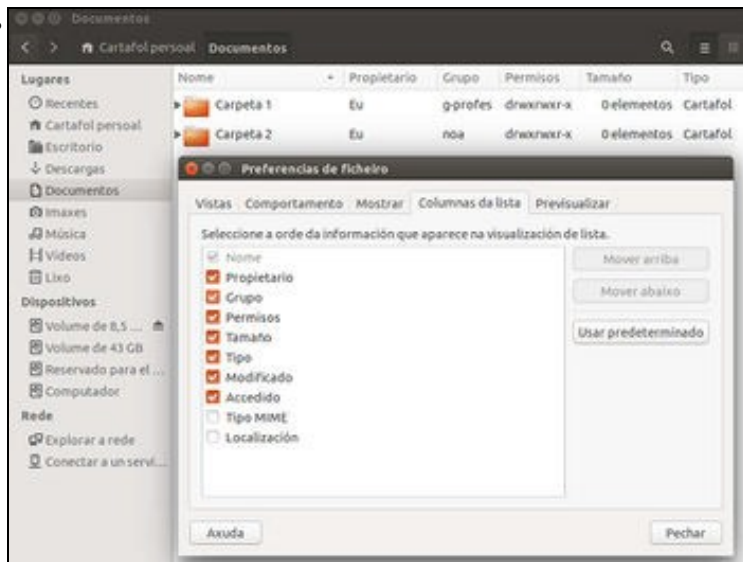 Documentos
Cartafol persoal Documentos
Lugares
Recentes
Cartafol persoal
Escritorio
Descargas
Documentos
Imaxes
Música
Vídeos
Lixo
Dispositivos
Volume de 8,5 ...
Volume de 43 GB
Reservado para el ...
Computador
Rede
Explorar a rede
Conectar a un servi...
Nome Propietario Grupo Permisos Tamaño Tipo
Carpeta 1 Eu g-profes drwxrwxr-x 0 elementos Cartafol
Carpeta 2 Eu noa drwxrwxr-x 0 elementos Cartafol
Preferencias de ficheiro
Vistas Comportamento Mostrar Columnas da lista Previsualizar
Seleccione a orde da información que aparece na visualización de lista.
Nome
Propietario
Grupo
Permisos
Tamaño
Tipo
Modificado
Accedido
Tipo MIME
Localización
Mover arriba
Mover abaixo
Usar predeterminado
Axuda Pechar